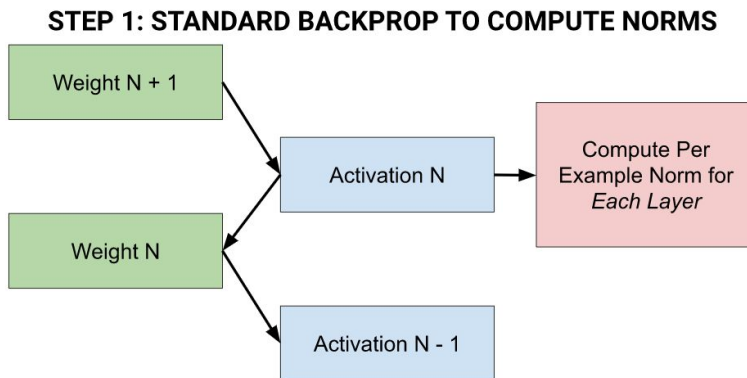 STEP 1: STANDARD BACKPROP TO COMPUTE NORMS
Weight N + 1
Activation N
Compute Per
Example Norm for
Each Layer
Weight N
Activation N - 1